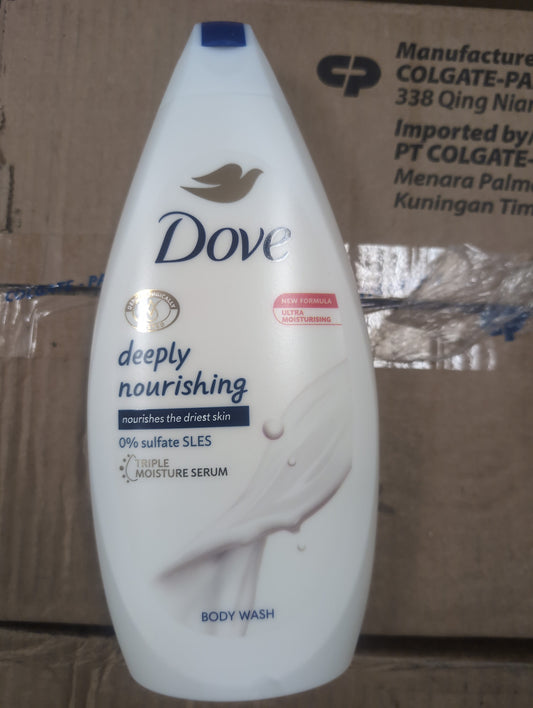 Manufacture
COLGATE-PA
338 Qing Nian
Imported by/
PT COLGATE-
Menara Palm
Kuningan Tim
Dove
NEW FORMULA
ULTRA
MOISTURISING
deeply
nourishing
nourishes the driest skin
0% sulfate SLES
TRIPLE
MOISTURE SERUM
BODY WASH